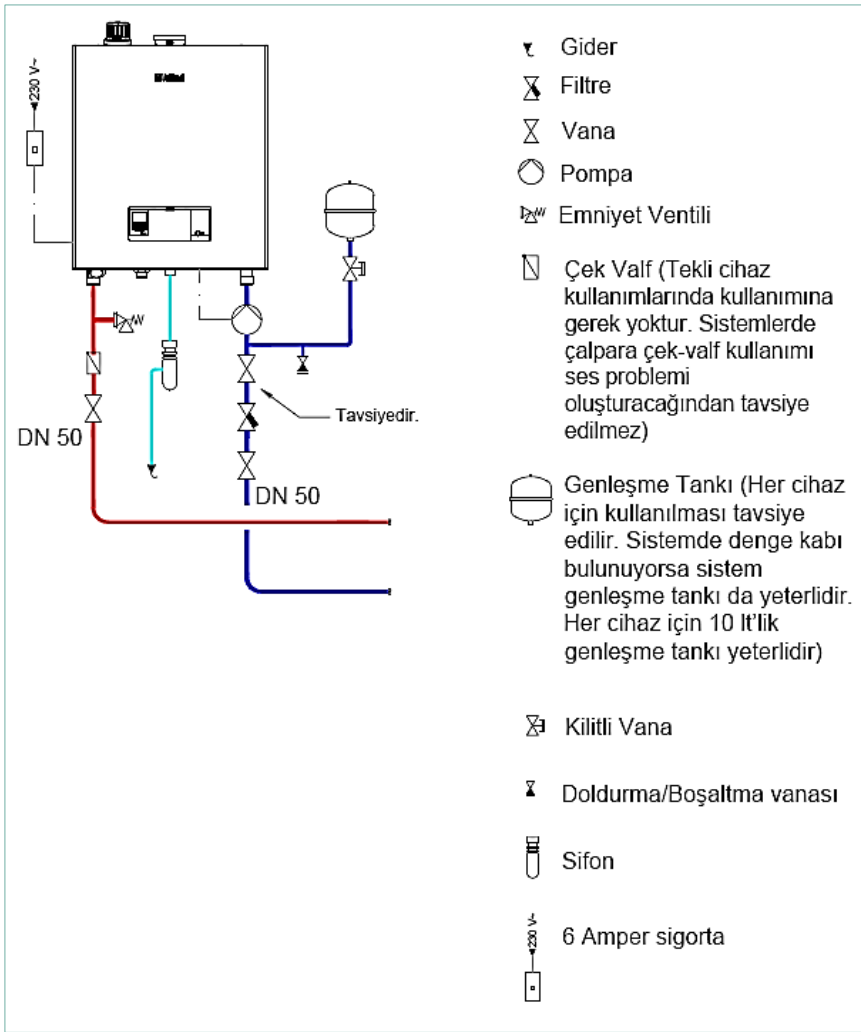 230 V~
DN 50
Tavsiyedir.
DN 50
Gider
Filtre
Vana
Pompa
Emniyet Ventili
Çek Valf (Tekli cihaz
kullanımlarında kullanımına
gerek yoktur. Sistemlerde
çalpara çek-valf kullanımı
ses problemi
oluşturacağından tavsiye
edilmez)
Genleşme Tankı (Her cihaz
için kullanılması tavsiye
edilir. Sistemde denge kabı
bulunuyorsa sistem
genleşme tankı da yeterlidir.
Her cihaz için 10 lt'lik
genleşme tankı yeterlidir)
Kilitli Vana
Doldurma/Boşaltma vanası
Sifon
230 V~
6 Amper sigorta